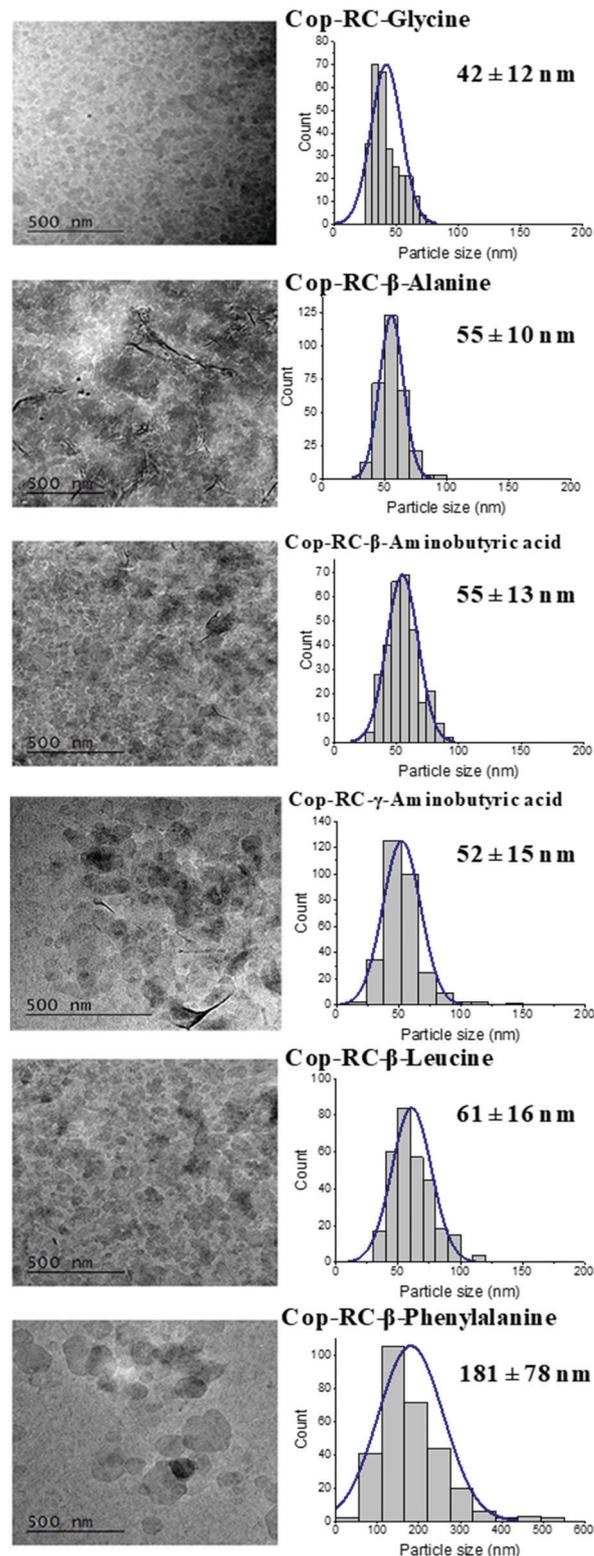 Cop-RC-Glycine
500 nm
80
70
60
50
40
30
20
10
0
Count
42 ± 12 nm
0 50 100 150 200
Particle size (nm)
Cop-RC-β-Alanine
500 nm
125
100
75
50
25
0
Count
55 ± 10 nm
0 50 100 150 200
Particle size (nm)
Cop-RC-β-Aminobutyric acid
500 nm
70
60
50
40
30
20
10
0
Count
55 ± 13 nm
0 50 100 150 200
Particle size (nm)
Cop-RC-γ-Aminobutyric acid
500 nm
140
120
100
80
60
40
20
0
Count
52 ± 15 nm
0 50 100 150 200
Particle size (nm)
Cop-RC-β-Leucine
500 nm
100
80
60
40
20
0
Count
61 ± 16 nm
0 50 100 150 200
Particle size (nm)
Cop-RC-β-Phenylalanine
500 nm
100
80
60
40
20
0
Count
181 ± 78 nm
0 100 200 300 400 500 600
Particle size (nm)